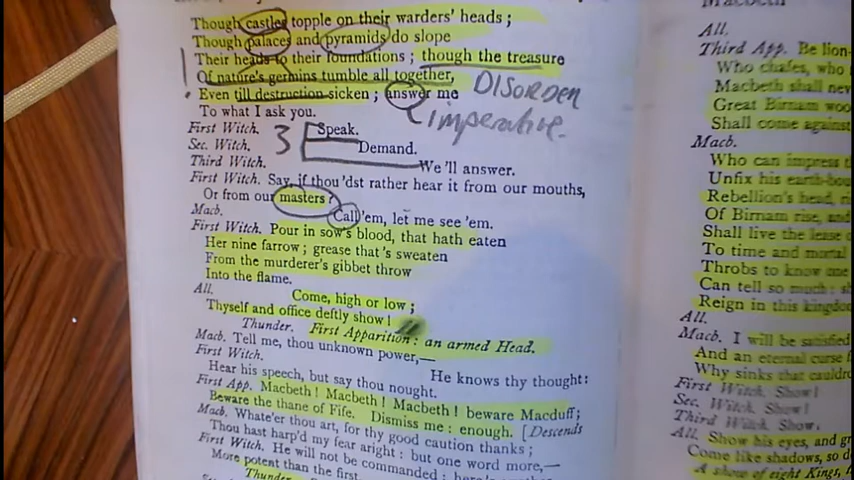 Though castles topple on their warders' heads ;
Though palaces and pyramids do slope
Their heads to their foundations ; though the treasure
Of nature's germins tumble all together,
Even till destruction sicken ; answer me
DISORDER
To what I ask you.
imperative.
First Witch. Speak.
3
Sec. Witch. Demand.
Third Witch. We'll answer.
First Witch. Say, if thou 'dst rather hear it from our mouths,
Or from our masters ?
Macb. Call 'em, let me see 'em.
First Witch. Pour in sow's blood, that hath eaten
Her nine farrow ; grease that's sweaten
From the murderer's gibbet throw
Into the flame.
All. Come, high or low ;
Thyself and office deftly show !
Thunder. First Apparition : an armed Head.
Macb. Tell me, thou unknown power,—
First Witch. He knows thy thought :
Hear his speech, but say thou nought.
First App. Macbeth ! Macbeth ! Macbeth ! beware Macduff ;
Beware the thane of Fife. Dismiss me : enough. [Descends
Macb. Whate'er thou art, for thy good caution thanks ;
Thou hast harp'd my fear aright : but one word more,—
First Witch. He will not be commanded : here's
More potent than the first.
Thunder
All.
Third App. Be lion-
Who chafes, who
Macbeth shall nev
Great Birnam woo
Shall come against
Macb.
Who can impress t
Unfix his earth-bou
Rebellion's head, ri
Of Birnam rise, and
Shall live the lease o
To time and mortal
Throbs to know one
Can tell so much : sh
Reign in this kingdo
All.
Macb. I will be satisfied
And an eternal curse f
Why sinks that cauldro
First Witch. Show !
Sec. Witch. Show !
Third Witch. Show.
All. Show his eyes, and gr
Come like shadows, so d
A show of eight Kings,